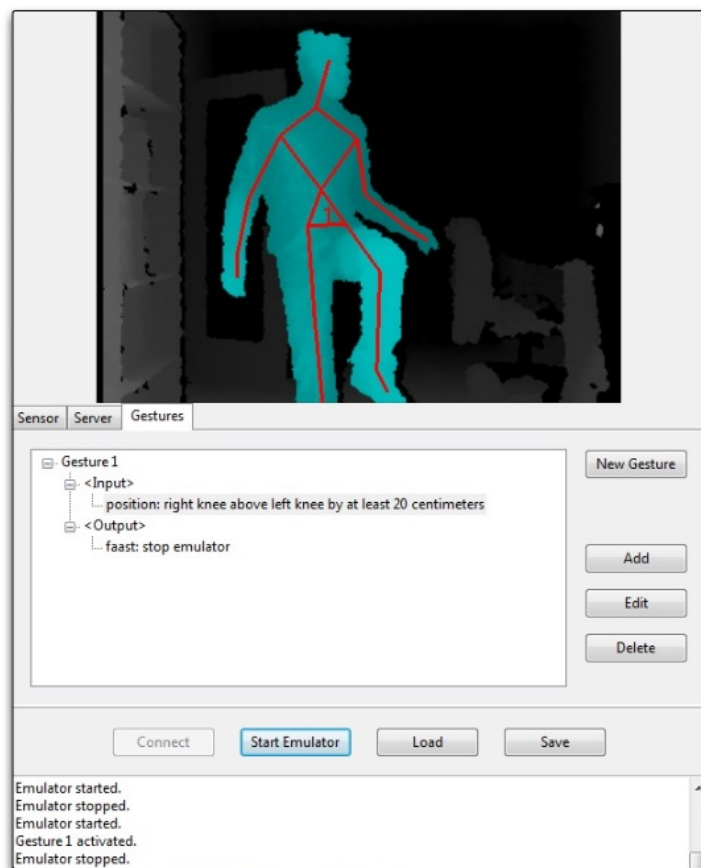 1
Sensor Server Gestures
Gesture 1
<Input>
position: right knee above left knee by at least 20 centimeters
<Output>
faast: stop emulator
New Gesture
Add
Edit
Delete
Connect Start Emulator Load Save
Emulator started.
Emulator stopped.
Emulator started.
Gesture 1 activated.
Emulator stopped.